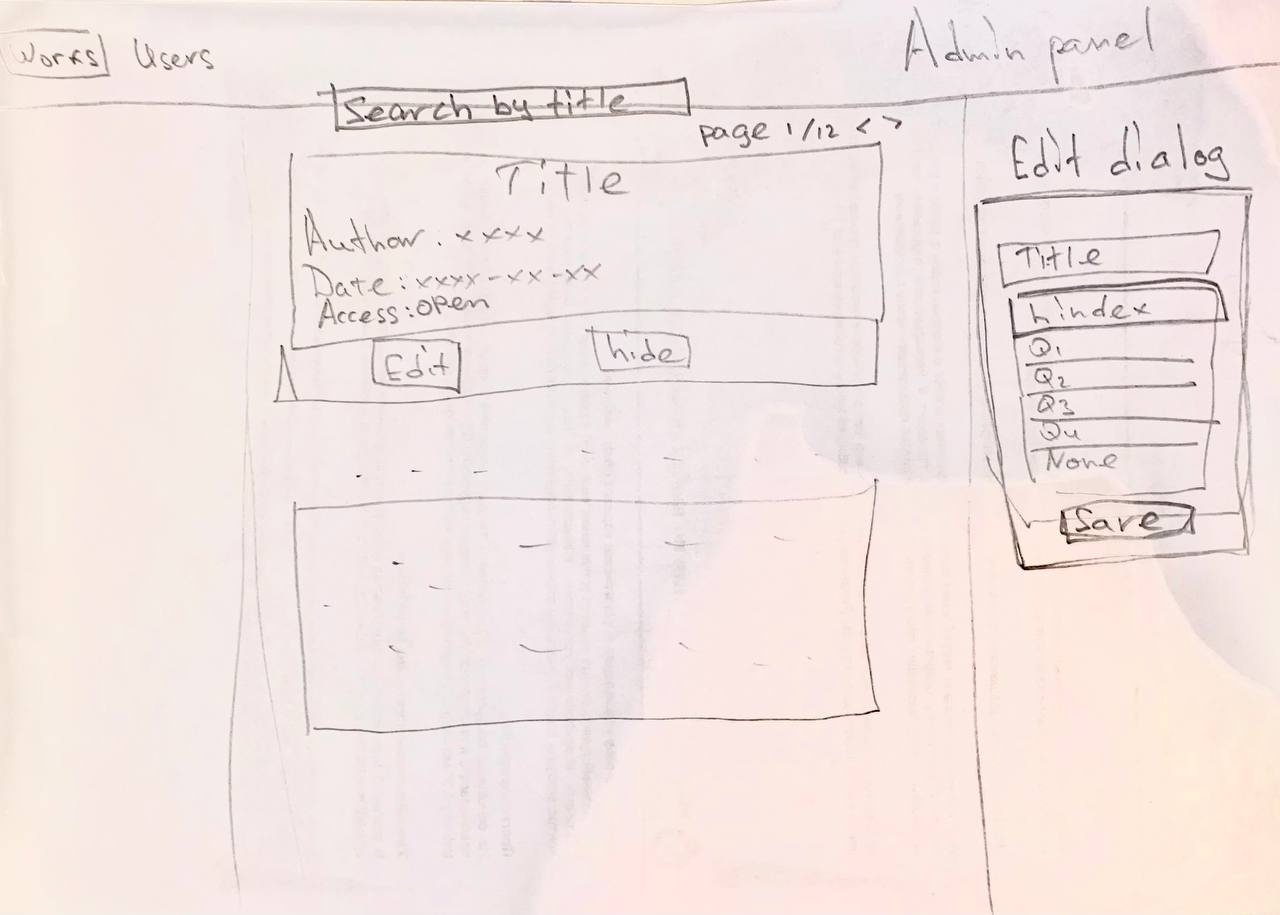 Works Users
Admin panel
Search by title
page 1/12 < >
Title
Author: xxxx
Date: xxxx-xx-xx
Access: open
Edit
hide
Edit dialog
Title
hindex
Q1
Q2
Q3
Q4
None
Save